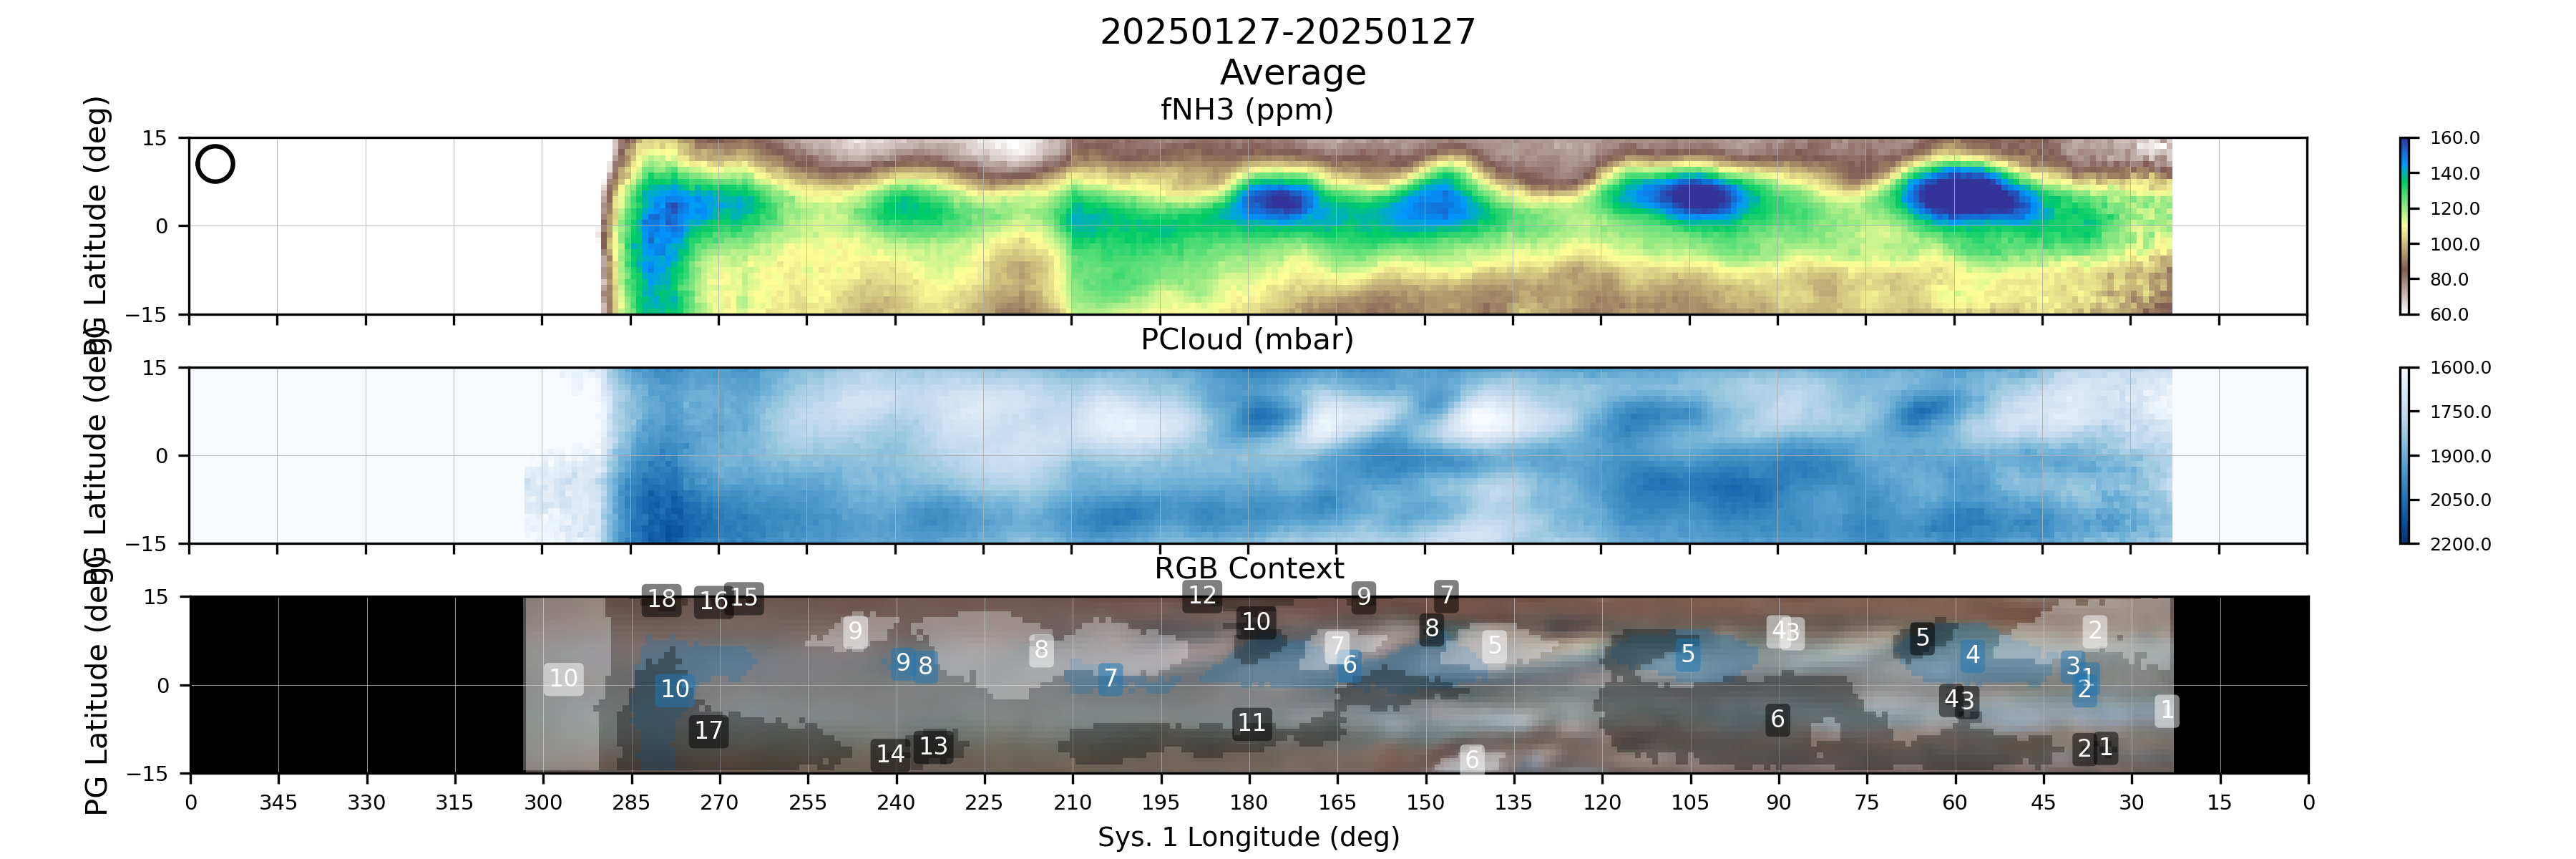 20250127-20250127
Average
fNH3 (ppm)
PG Latitude (deg)
15
0
−15
160.0
140.0
120.0
100.0
80.0
60.0
PCloud (mbar)
PG Latitude (deg)
15
0
−15
1600.0
1750.0
1900.0
2050.0
2200.0
RGB Context
PG Latitude (deg)
15
0
−15
18 16 15 12 9 7
9 10 8 4 3 5 2
10 9 8 8 7 7 6 5 5 4 3 1
10 2
17 11 6 4 3 1
14 13 6 2 1
0 345 330 315 300 285 270 255 240 225 210 195 180 165 150 135 120 105 90 75 60 45 30 15 0
Sys. 1 Longitude (deg)